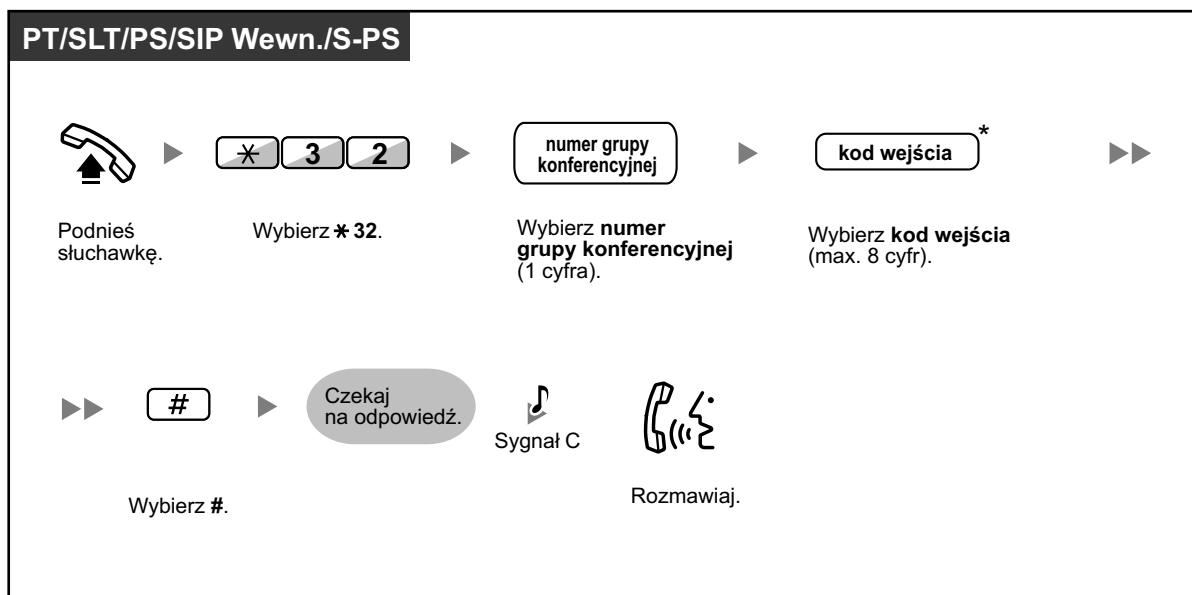 PT/SLT/PS/SIP Wewn./S-PS
* 3 2
numer grupy
konferencyjnej
kod wejścia *
Podnieś
słuchawkę.
Wybierz * 32.
Wybierz numer
grupy konferencyjnej
(1 cyfra).
Wybierz kod wejścia
(max. 8 cyfr).
#
Czekaj
na odpowiedź.
Sygnał C
Wybierz #.
Rozmawiaj.